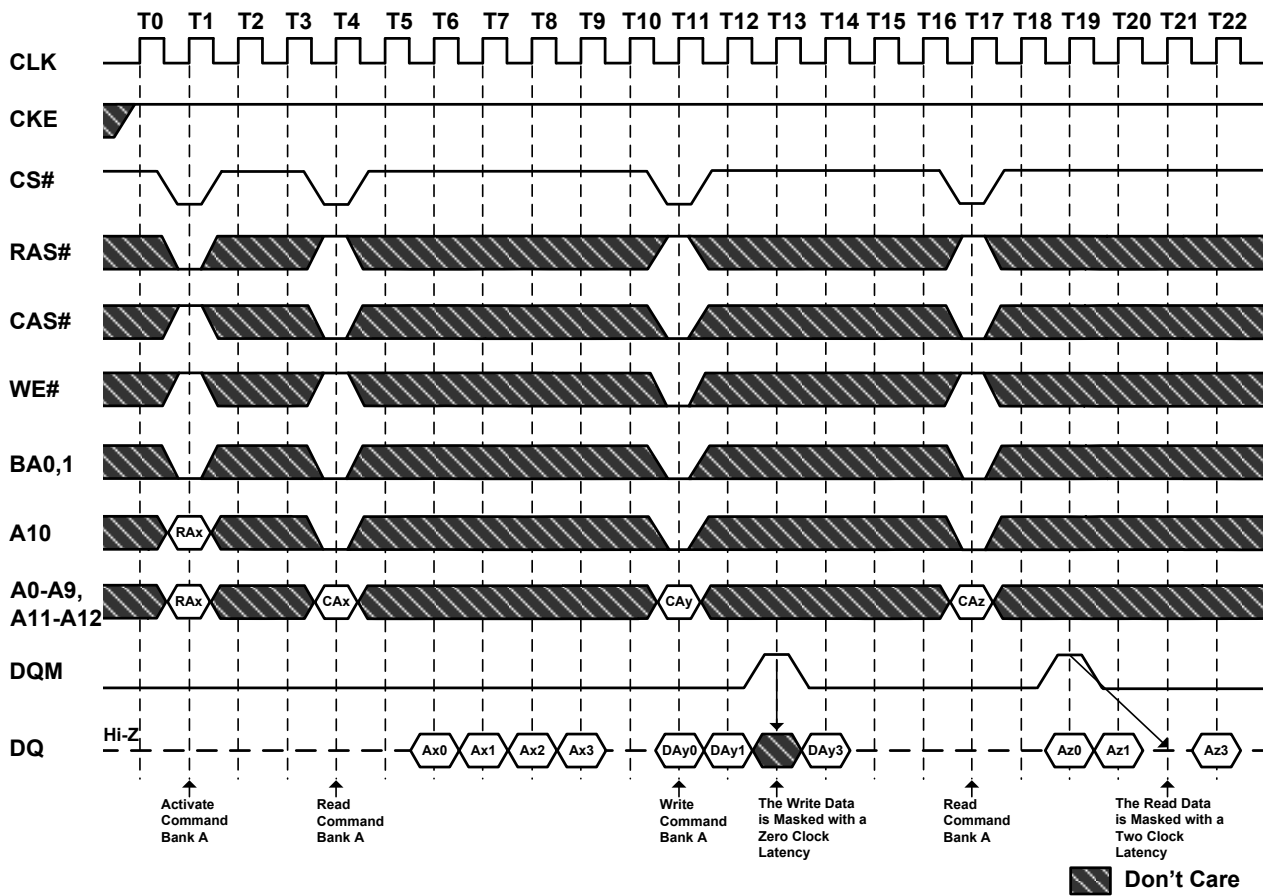 T0 T1 T2 T3 T4 T5 T6 T7 T8 T9 T10 T11 T12 T13 T14 T15 T16 T17 T18 T19 T20 T21 T22
CLK
CKE
CS#
RAS#
CAS#
WE#
BA0,1
A10
RAx
A0-A9,
A11-A12
RAx CAx CAy CAz
DQM
DQ
Hi-Z
Ax0 Ax1 Ax2 Ax3 DAy0 DAy1 DAy3 Az0 Az1 Az3
Activate
Command
Bank A
Read
Command
Bank A
Write
Command
Bank A
The Write Data
is Masked with a
Zero Clock
Latency
Read
Command
Bank A
The Read Data
is Masked with a
Two Clock
Latency
Don't Care